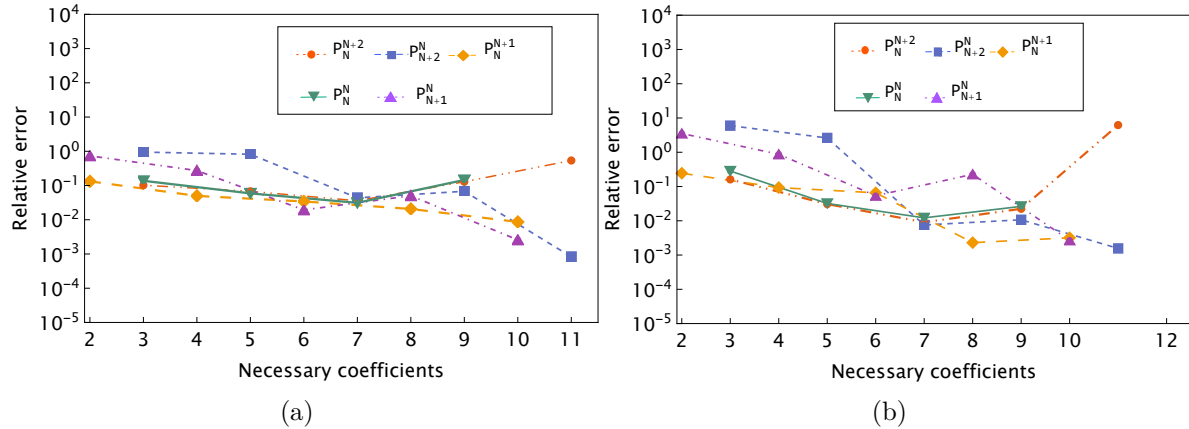 10^4
10^3
10^2
10^1
10^0
10^-1
10^-2
10^-3
10^-4
10^-5
Relative error
P_N^{N+2} P_{N+2}^N P_N^{N+1}
P_N^N P_{N+1}^N
2 3 4 5 6 7 8 9 10 11
Necessary coefficients
(a)
10^4
10^3
10^2
10^1
10^0
10^-1
10^-2
10^-3
10^-4
10^-5
Relative error
P_N^{N+2} P_{N+2}^N P_N^{N+1}
P_N^N P_{N+1}^N
2 3 4 5 6 7 8 9 10 12
Necessary coefficients
(b)